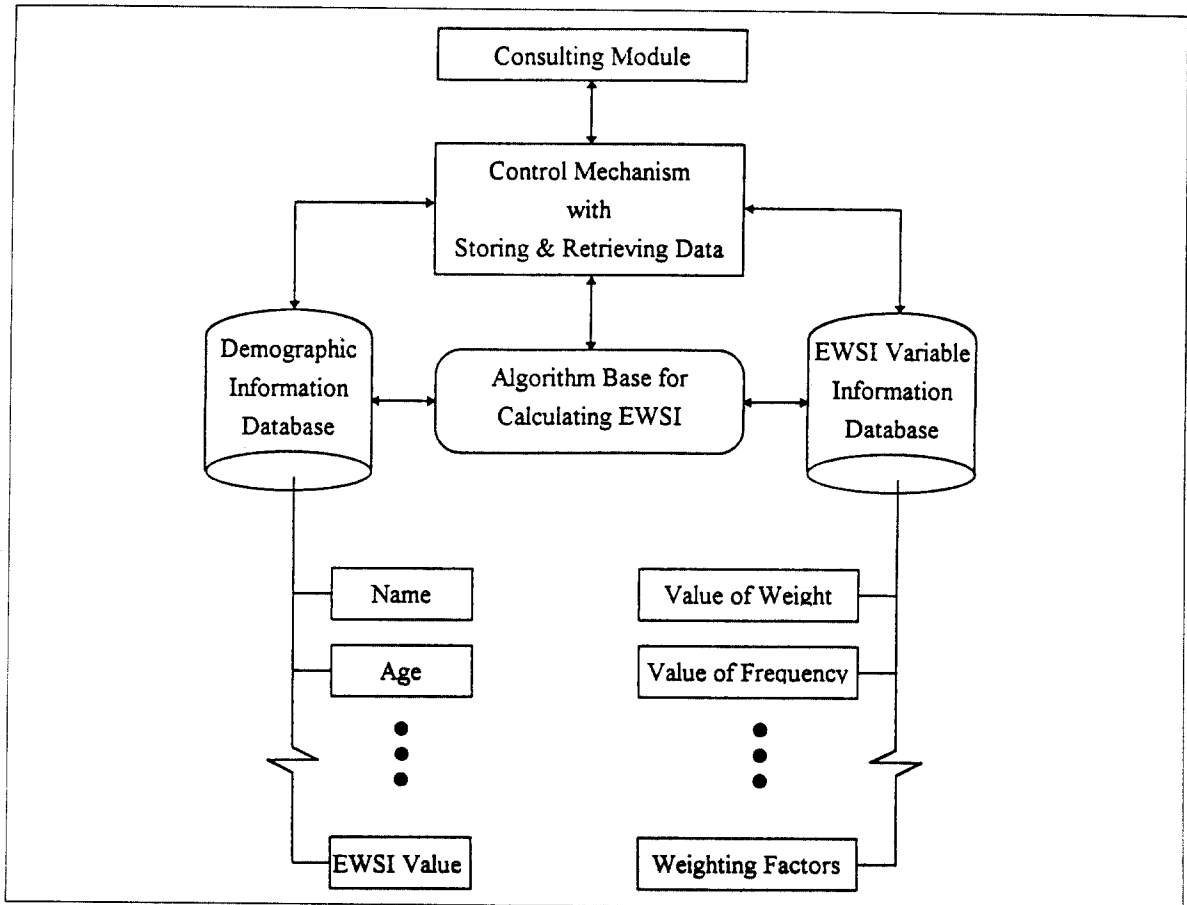 Consulting Module
Control Mechanism
with
Storing & Retrieving Data
Demographic
Information
Database
Algorithm Base for
Calculating EWSI
EWSI Variable
Information
Database
Name
Value of Weight
Age
Value of Frequency
EWSI Value
Weighting Factors